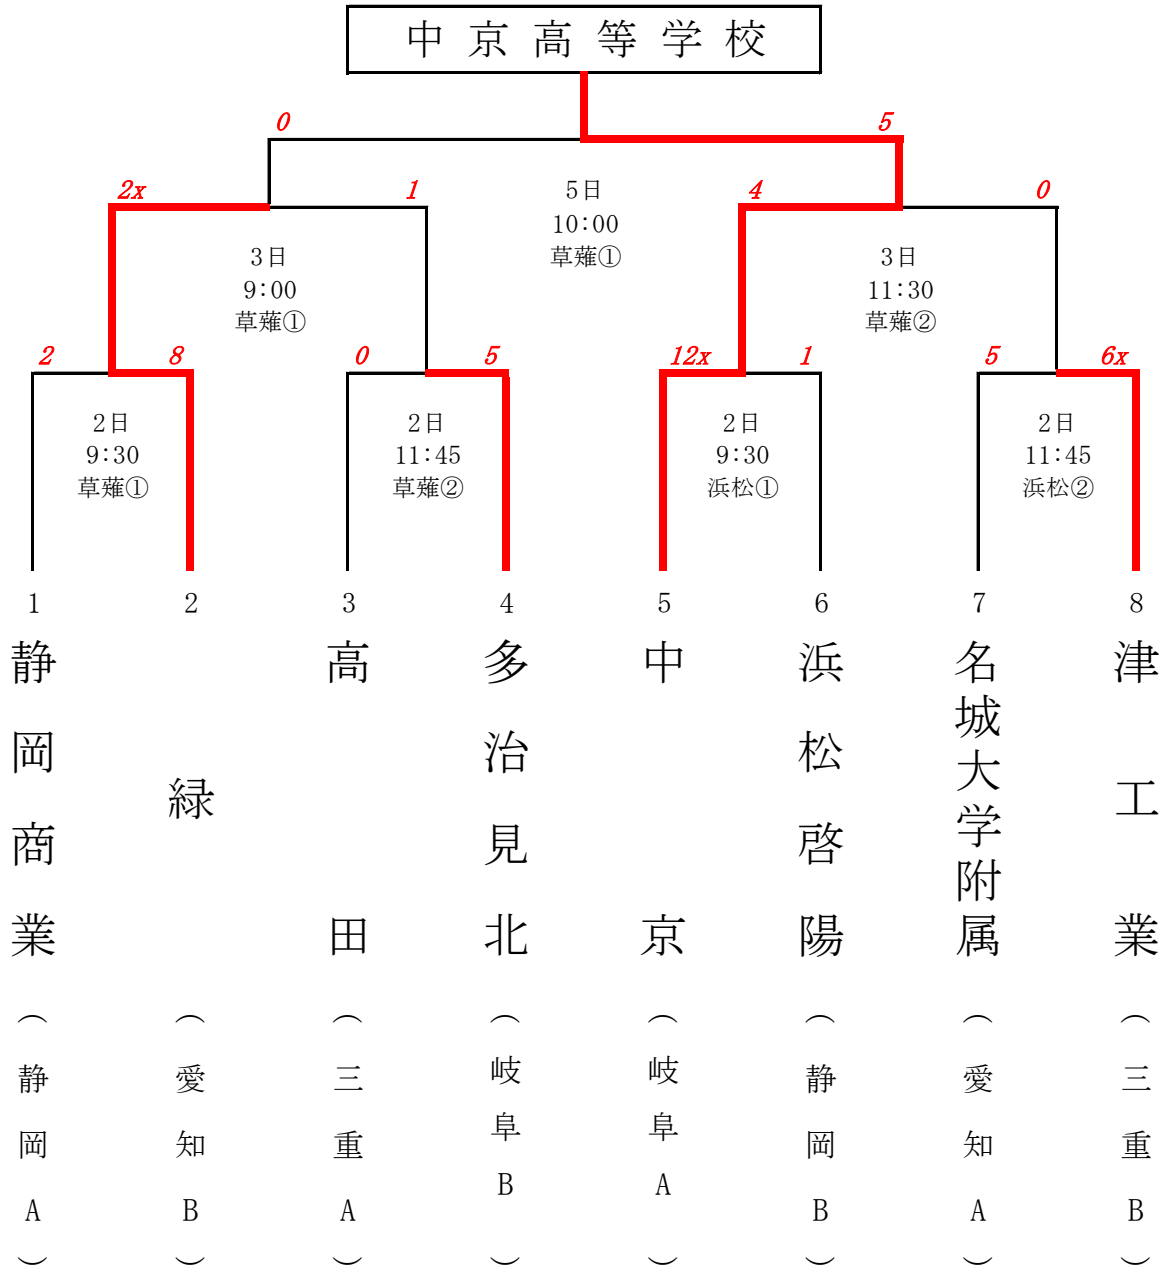 中京高等学校
0
5
2x
1
4
0
5日
10:00
草薙①
3日
9:00
草薙①
3日
11:30
草薙②
2
8
0
5
12x
1
5
6x
2日
9:30
草薙①
2日
11:45
草薙②
2日
9:30
浜松①
2日
11:45
浜松②
1
2
3
4
5
6
7
8
静岡商業
緑
高田
多治見北
中京
浜松啓陽
名城大学附属
津工業
（静岡A）
（愛知B）
（三重A）
（岐阜B）
（岐阜A）
（静岡B）
（愛知A）
（三重B）